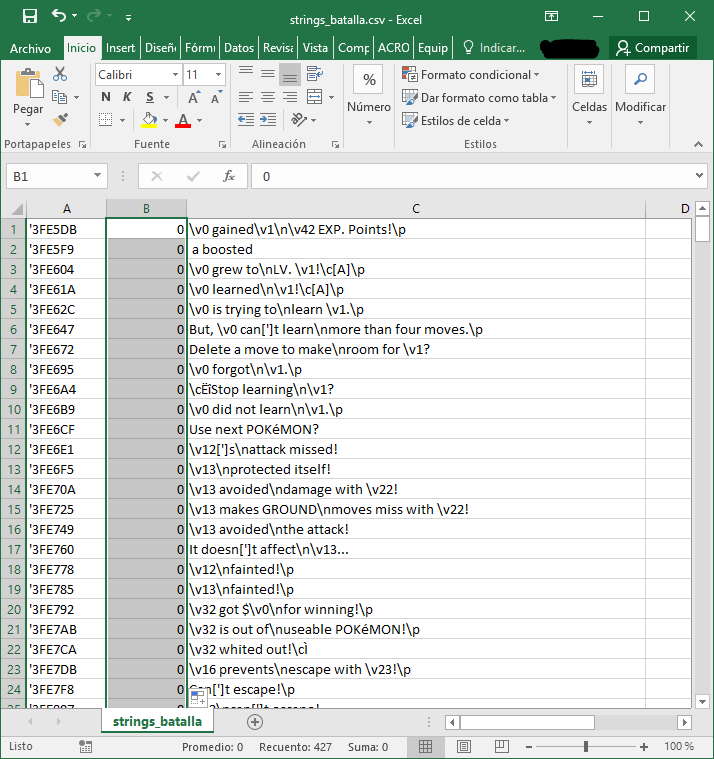 strings_batalla.csv - Excel
Archivo Inicio Insert Diseñ Fórmu Datos Revisa Vista Comp ACRO Equip Indicar... Compartir
Pegar
Portapapeles
Calibri 11
N K S
A A
A
Fuente
Alineación
%
Número
Formato condicional
Dar formato como tabla
Estilos de celda
Estilos
Celdas
Modificar
B1 fx 0
A B C D
1 '3FE5DB 0 \v0 gained\v1\n\v42 EXP. Points!\p
2 '3FE5F9 0 a boosted
3 '3FE604 0 \v0 grew to\nLV. \v1!\c[A]\p
4 '3FE61A 0 \v0 learned\n\v1!\c[A]\p
5 '3FE62C 0 \v0 is trying to\nlearn \v1.\p
6 '3FE647 0 But, \v0 can[']t learn\nmore than four moves.\p
7 '3FE672 0 Delete a move to make\nroom for \v1?
8 '3FE695 0 \v0 forgot\n\v1.\p
9 '3FE6A4 0 \cËïStop learning\n\v1?
10 '3FE6B9 0 \v0 did not learn\n\v1.\p
11 '3FE6CF 0 Use next POKéMON?
12 '3FE6E1 0 \v12[']s\nattack missed!
13 '3FE6F5 0 \v13\nprotected itself!
14 '3FE70A 0 \v13 avoided\ndamage with \v22!
15 '3FE725 0 \v13 makes GROUND\nmoves miss with \v22!
16 '3FE749 0 \v13 avoided\nthe attack!
17 '3FE760 0 It doesn[']t affect\n\v13...
18 '3FE778 0 \v12\nfainted!\p
19 '3FE785 0 \v13\nfainted!\p
20 '3FE792 0 \v32 got $\v0\nfor winning!\p
21 '3FE7AB 0 \v32 is out of\nuseable POKéMON!\p
22 '3FE7CA 0 \v32 whited out!\cÌ
23 '3FE7DB 0 \v16 prevents\nescape with \v23!\p
24 '3FE7F8 0 Can[']t escape!\p
strings_batalla
Listo Promedio: 0 Recuento: 427 Suma: 0 100 %